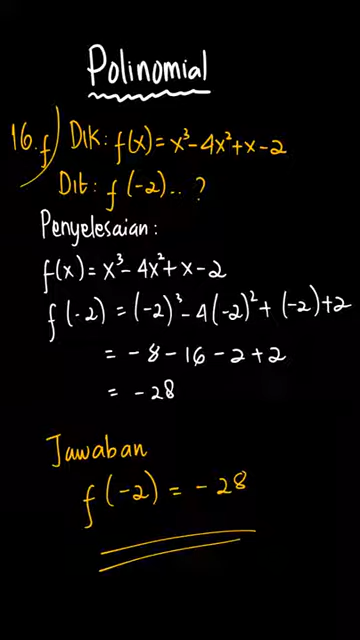 Polinomial
16. f) Dik: f(x) = x³ - 4x² + x - 2
Dit: f(-2) .. ?
Penyelesaian:
f(x) = x³ - 4x² + x - 2
f(-2) = (-2)³ - 4(-2)² + (-2) + 2
= -8 - 16 - 2 + 2
= -28
Jawaban
f(-2) = -28